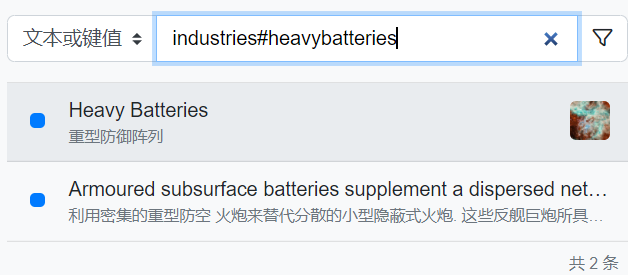 文本或键值 industries#heavybatteries
Heavy Batteries
重型防御阵列
Armoured subsurface batteries supplement a dispersed net…
利用密集的重型防空 火炮来替代分散的小型隐蔽式火炮. 这些反舰巨炮所具…
共 2 条